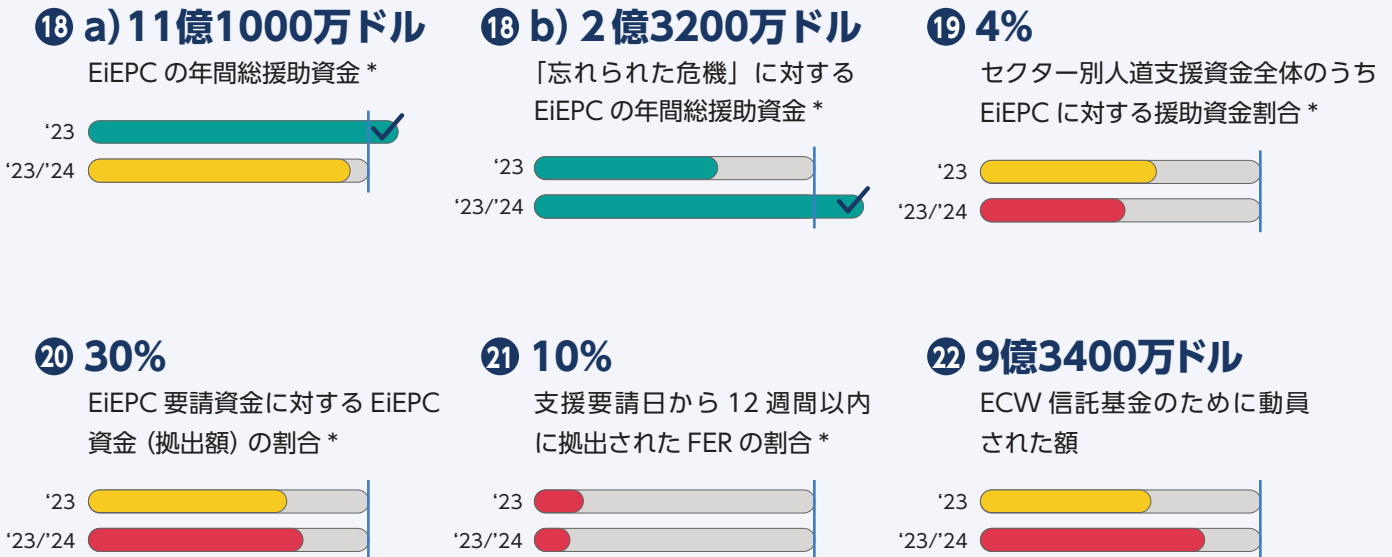 ⑱ a) 11億1000万ドル
EiEPC の年間総援助資金 *
‘23
‘23/’24
⑱ b) 2億3200万ドル
「忘れられた危機」に対する
EiEPC の年間総援助資金 *
‘23
‘23/’24
⑲ 4%
セクター別人道支援資金全体のうち
EiEPC に対する援助資金割合 *
‘23
‘23/’24
⑳ 30%
EiEPC 要請資金に対する EiEPC
資金（拠出額）の割合 *
‘23
‘23/’24
㉑ 10%
支援要請日から 12 週間以内
に拠出された FER の割合 *
‘23
‘23/’24
㉒ 9億3400万ドル
ECW 信託基金のために動員
された額
‘23
‘23/’24